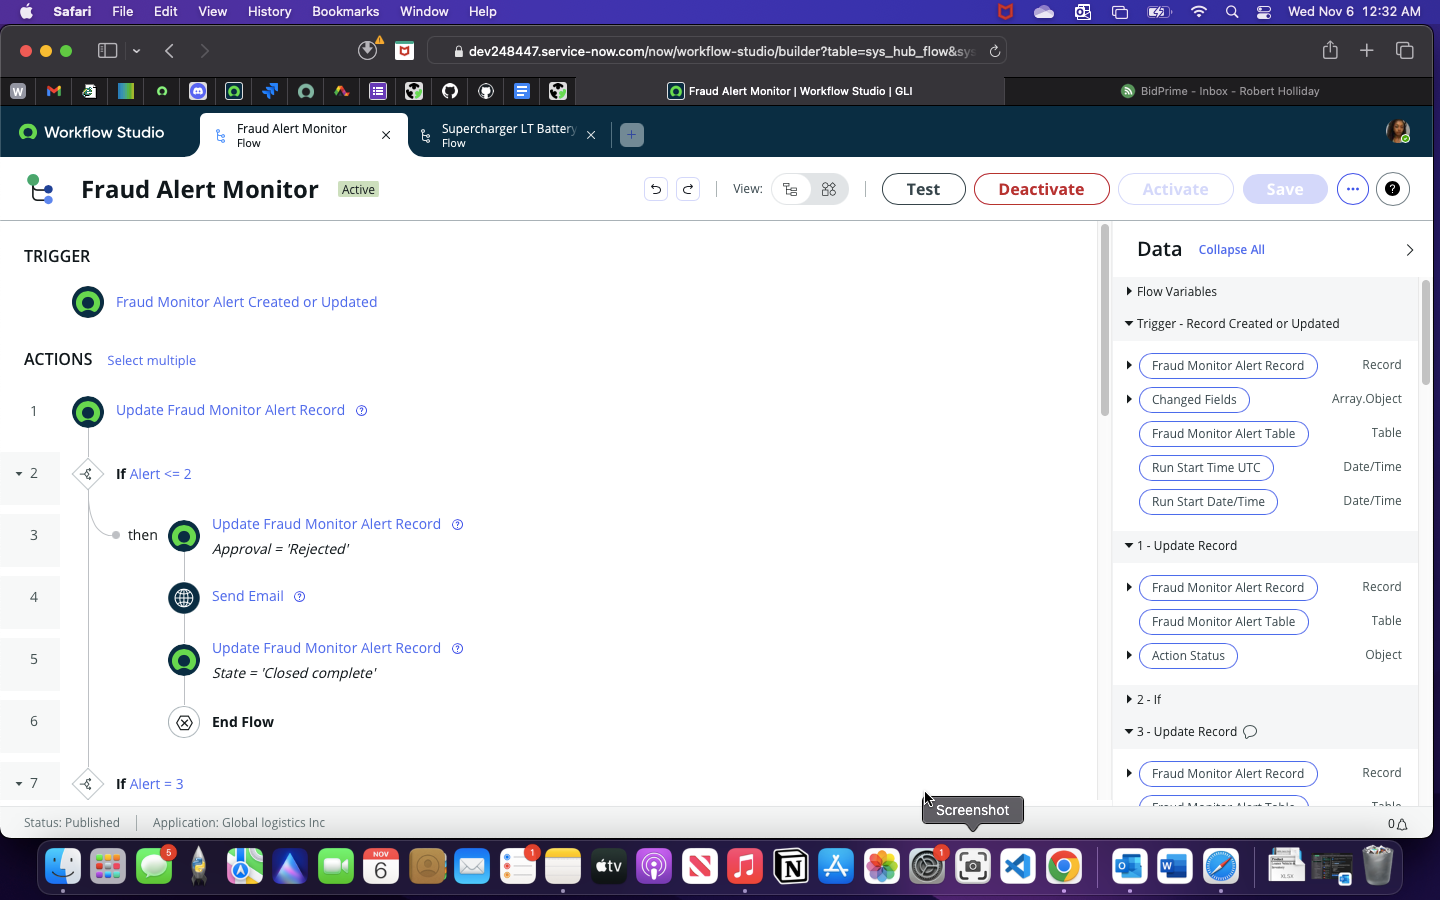 Safari File Edit View History Bookmarks Window Help Wed Nov 6 12:32 AM
dev248447.service-now.com/now/workflow-studio/builder?table=sys_hub_flow&sys
W Fraud Alert Monitor | Workflow Studio | GLI BidPrime - Inbox - Robert Holliday
Workflow Studio
Fraud Alert Monitor
Flow
Supercharger LT Battery
Flow
Fraud Alert Monitor Active View: Test Deactivate Activate Save
TRIGGER
Fraud Monitor Alert Created or Updated
ACTIONS Select multiple
1 Update Fraud Monitor Alert Record
2 If Alert <= 2
3 then Update Fraud Monitor Alert Record
Approval = 'Rejected'
4 Send Email
5 Update Fraud Monitor Alert Record
State = 'Closed complete'
6 End Flow
7 If Alert = 3
Data Collapse All
Flow Variables
Trigger - Record Created or Updated
Fraud Monitor Alert Record Record
Changed Fields Array.Object
Fraud Monitor Alert Table Table
Run Start Time UTC Date/Time
Run Start Date/Time Date/Time
1 - Update Record
Fraud Monitor Alert Record Record
Fraud Monitor Alert Table Table
Action Status Object
2 - If
3 - Update Record
Fraud Monitor Alert Record Record
Fraud Monitor Alert Table Table
Status: Published Application: Global logistics Inc 0
Screenshot
5
NOV
6
1
tv
1
XLSX